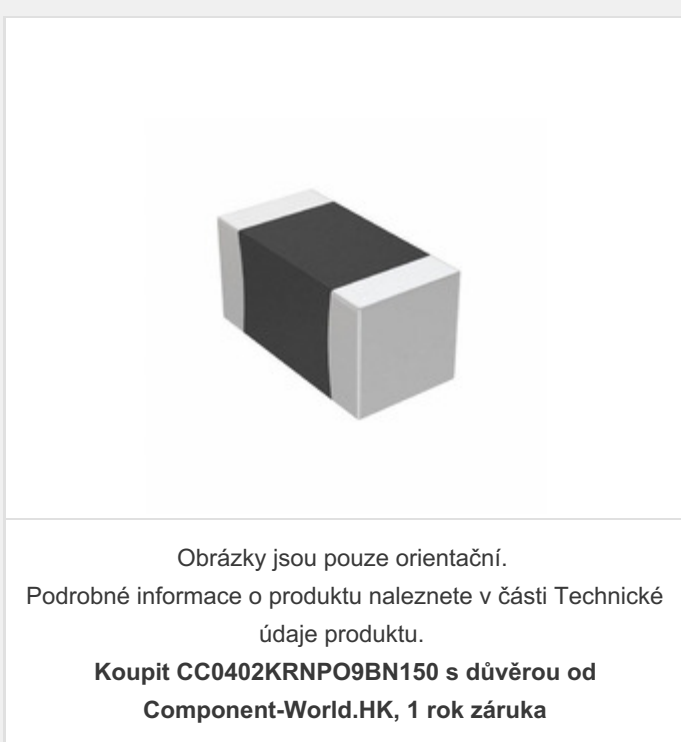 Obrázky jsou pouze orientační.
Podrobné informace o produktu naleznete v části Technické
údaje produktu.
Koupit CC0402KRNPO9BN150 s důvěrou od
Component-World.HK, 1 rok záruka